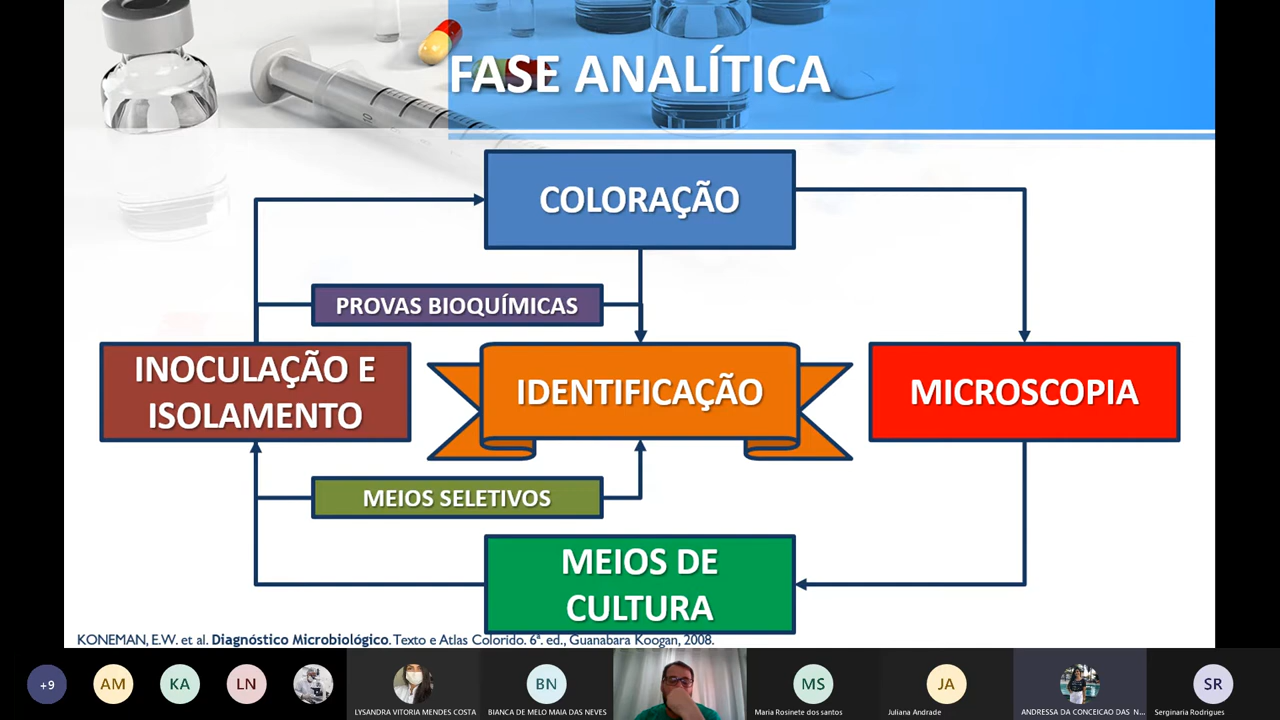 FASE ANALÍTICA
COLORAÇÃO
PROVAS BIOQUÍMICAS
INOCULAÇÃO E
ISOLAMENTO
IDENTIFICAÇÃO
MICROSCOPIA
MEIOS SELETIVOS
MEIOS DE
CULTURA
KONEMAN, E.W. et al. Diagnóstico Microbiológico. Texto e Atlas Colorido. 6ª. ed., Guanabara Koogan, 2008.
+9
AM
KA
LN
LYSANDRA VITORIA MENDES COSTA
BN
BIANCA DE MELO MAIA DAS NEVES
MS
Maria Rosinete dos santos
JA
Juliana Andrade
ANDRESSA DA CONCEICAO DAS N...
SR
Serginaria Rodrigues